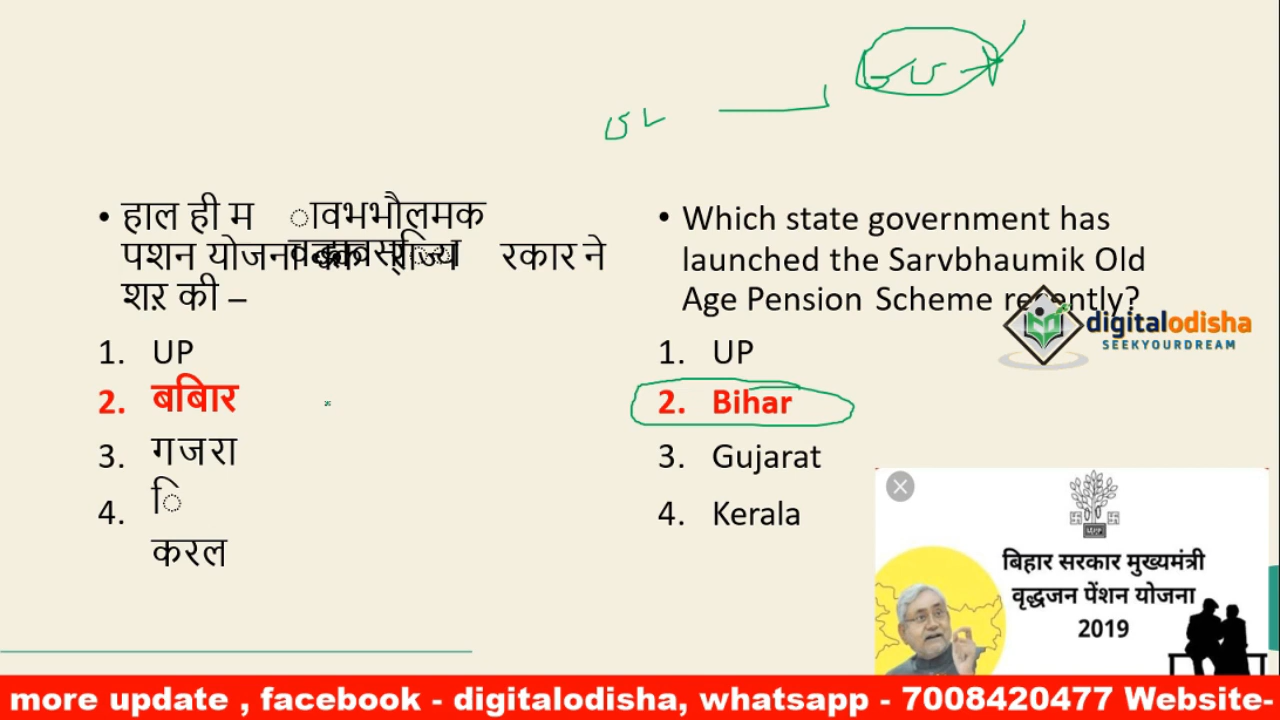 • हाल ही म ावभभौलमक
पशन योजना राज्य रकार ने
शऱ की –
1. UP
2. बबिार
3. गजरा
ि
4.
करल
• Which state government has
launched the Sarvbhaumik Old
Age Pension Scheme recently?
1. UP
2. Bihar
3. Gujarat
4. Kerala
digitalodisha
SEEKYOURDREAM
बिहार सरकार मुख्यमंत्री
वृद्धजन पेंशन योजना
2019
more update , facebook - digitalodisha, whatsapp - 7008420477 Website-